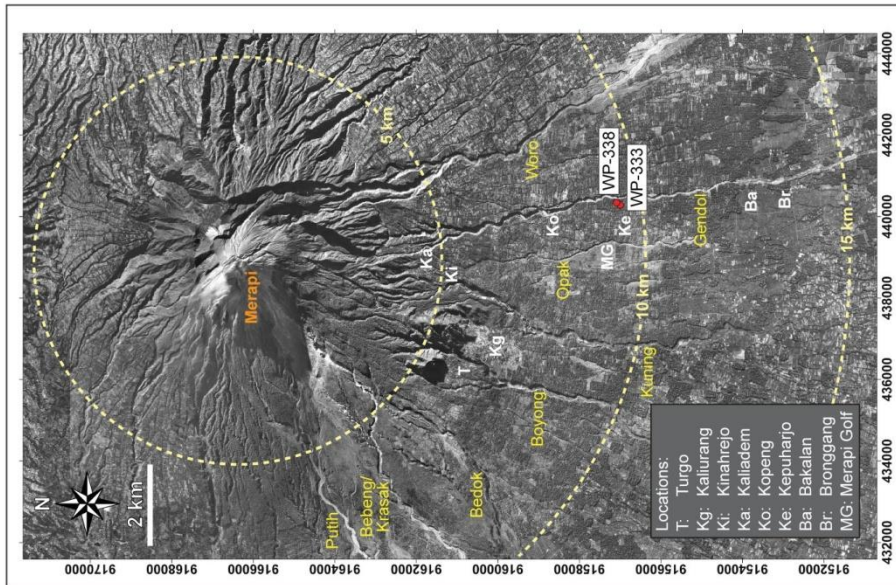 N
2 km
Merapi
5 km
10 km
15 km
Putih
Bebeng/
Krasak
Bedok
Boyong
Kuning
Opak
Gendol
Woro
T
Kg
Ki
Ka
Ko
Ke
MG
Ba
Br
WP-338
WP-333
Locations:
T: Turgo
Kg: Kaliurang
Ki: Kinahrejo
Ka: Kaliadem
Ko: Kopeng
Ke: Kepuharjo
Ba: Bakalan
Br: Bronggang
MG: Merapi Golf
432000
434000
436000
438000
440000
442000
444000
9170000
9168000
9166000
9164000
9162000
9160000
9158000
9156000
9154000
9152000